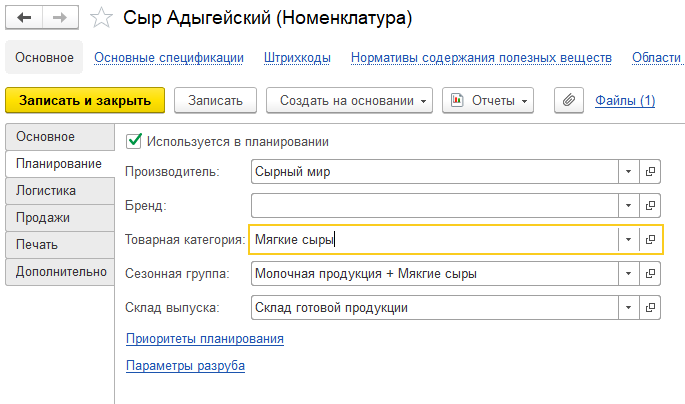 Сыр Адыгейский (Номенклатура)
Основное Основные спецификации Штрихкоды Нормативы содержания полезных веществ Области
Записать и закрыть Записать Создать на основании Отчеты Файлы (1)
Основное
Планирование
Логистика
Продажи
Печать
Дополнительно
Используется в планировании
Производитель: Сырный мир
Бренд:
Товарная категория: Мягкие сыры
Сезонная группа: Молочная продукция + Мякгие сыры
Склад выпуска: Склад готовой продукции
Приоритеты планирования
Параметры разруба